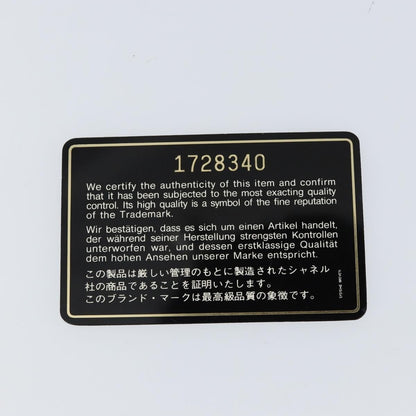 1728340
We certify the authenticity of this item and confirm
that it has been subjected to the most exacting quality
control. Its high quality is a symbol of the fine reputation
of the Trademark.
Wir bestätigen, dass es sich um einen Artikel handelt,
der während seiner Herstellung strengsten Kontrollen
unterworfen war, und dessen erstklassige Qualität
dem hohen Ansehen unserer Marke entspricht.
この製品は厳しい管理のもとに製造されたシャネル
社の商品であることを証明いたします。
このブランド・マークは最高級品質の象徴です。